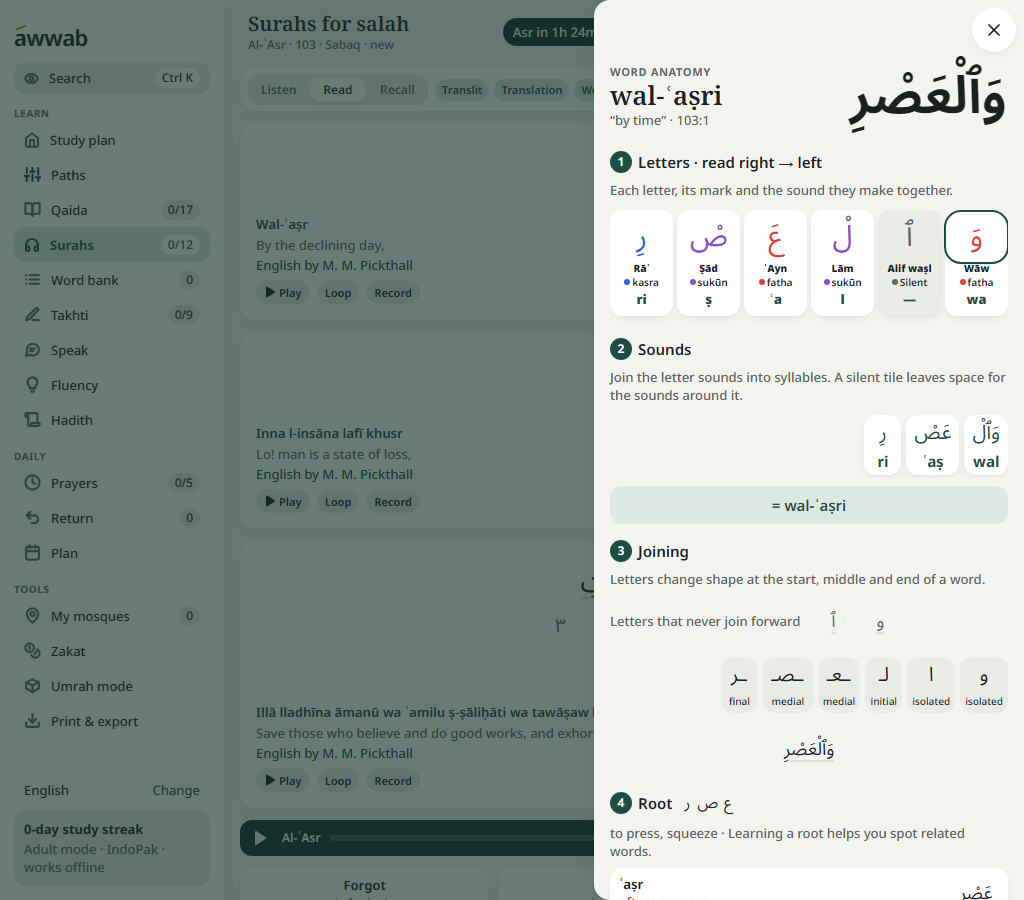 awwab
Search Ctrl K
LEARN
Study plan
Paths
Qaida 0/17
Surahs 0/12
Word bank 0
Takhti 0/9
Speak
Fluency
Hadith
DAILY
Prayers 0/5
Return 0
Plan
TOOLS
My mosques 0
Zakat
Umrah mode
Print & export
English Change
0-day study streak
Adult mode · IndoPak ·
works offline
Surahs for salah
Al-ʿAsr · 103 · Sabaq · new
Asr in 1h 24m
Listen Read Recall Translit Translation
Wal-ʿaṣr
By the declining day,
English by M. M. Pickthall
Play Loop Record
Inna l-insāna lafī khusr
Lo! man is a state of loss,
English by M. M. Pickthall
Play Loop Record
٣
Illā lladhīna āmanū wa ʿamilu ṣ-ṣāliḥāti wa tawāṣaw
Save those who believe and do good works, and exhor
English by M. M. Pickthall
Play Loop Record
Al-ʿAsr
Forgot
WORD ANATOMY
wal-ʿaṣri
وَٱلْعَصْرِ
“by time” · 103:1
1 Letters · read right → left
Each letter, its mark and the sound they make together.
رِ صْ عَ لْ ٱ وَ
Rāʾ Ṣād ʿAyn Lām Alif waṣl Wāw
kasra sukūn fatha sukūn Silent fatha
ri ṣ ʿa l — wa
2 Sounds
Join the letter sounds into syllables. A silent tile leaves space for
the sounds around it.
رِ عَصْ وَٱلْ
ri ʿaṣ wal
= wal-ʿaṣri
3 Joining
Letters change shape at the start, middle and end of a word.
Letters that never join forward ٱ و
ـر ـصـ ـعـ لـ ا و
final medial medial initial isolated isolated
وَٱلْعَصْرِ
4 Root ع ص ر
to press, squeeze · Learning a root helps you spot related
words.
ʿaṣr
عَصْر